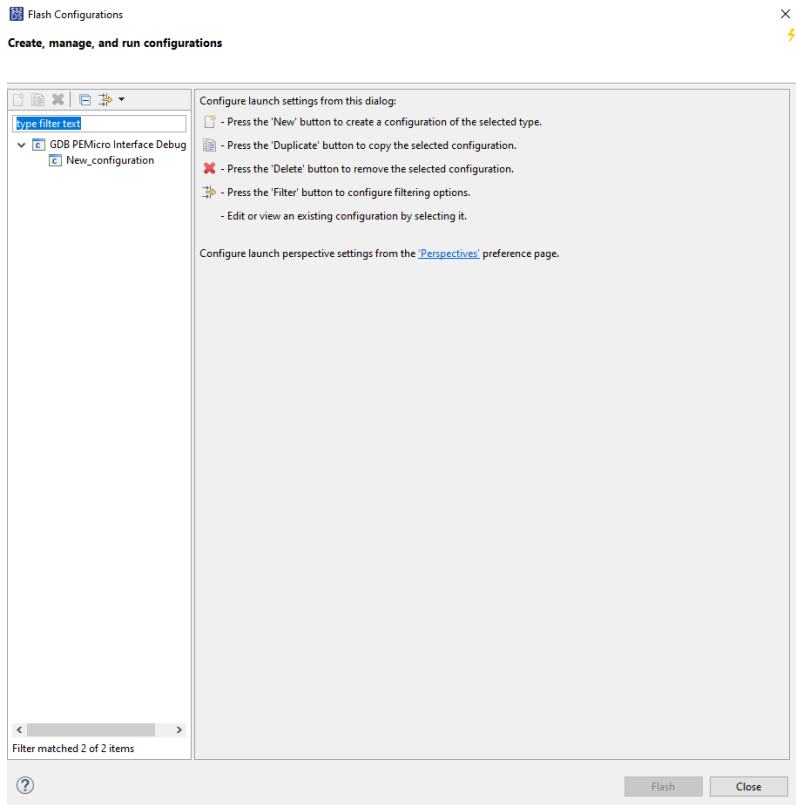 S32
DS
Flash Configurations
Create, manage, and run configurations
type filter text
GDB PEMicro Interface Debug
New_configuration
Filter matched 2 of 2 items
Configure launch settings from this dialog:
- Press the 'New' button to create a configuration of the selected type.
- Press the 'Duplicate' button to copy the selected configuration.
- Press the 'Delete' button to remove the selected configuration.
- Press the 'Filter' button to configure filtering options.
- Edit or view an existing configuration by selecting it.
Configure launch perspective settings from the 'Perspectives' preference page.
?
Flash
Close